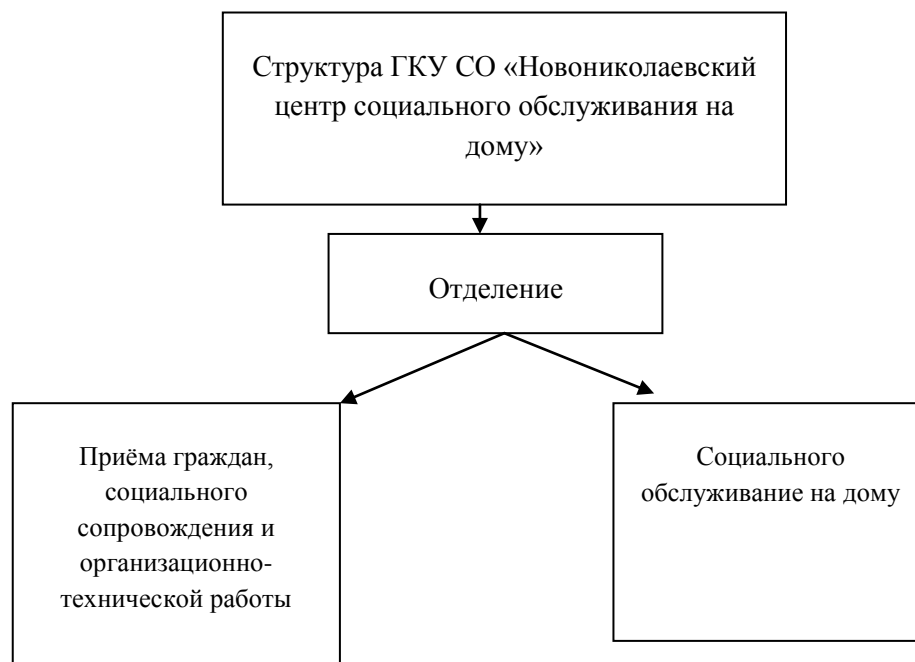 Структура ГКУ СО «Новониколаевский
центр социального обслуживания на
дому»
Отделение
Приёма граждан,
социального
сопровождения и
организационно-
технической работы
Социального
обслуживание на дому